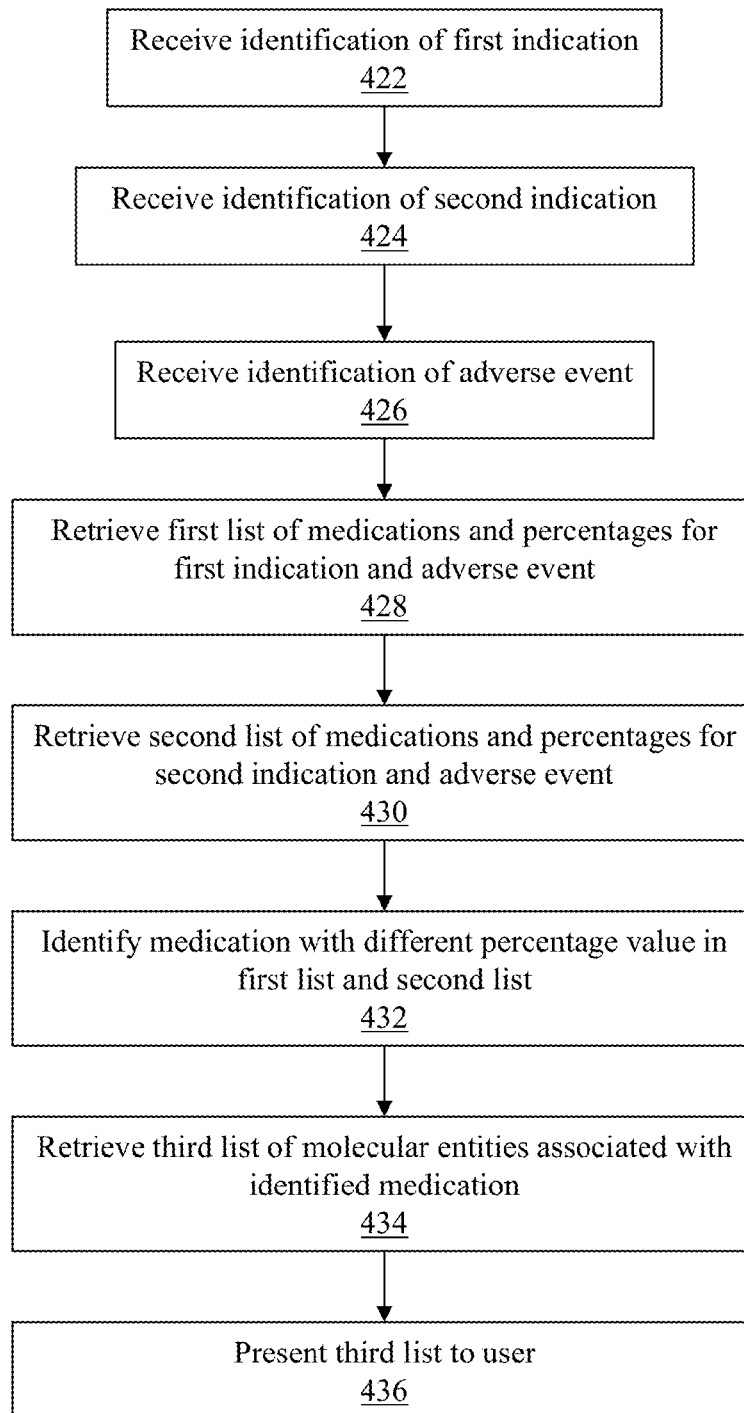 Receive identification of first indication
422
Receive identification of second indication
424
Receive identification of adverse event
426
Retrieve first list of medications and percentages for
first indication and adverse event
428
Retrieve second list of medications and percentages for
second indication and adverse event
430
Identify medication with different percentage value in
first list and second list
432
Retrieve third list of molecular entities associated with
identified medication
434
Present third list to user
436